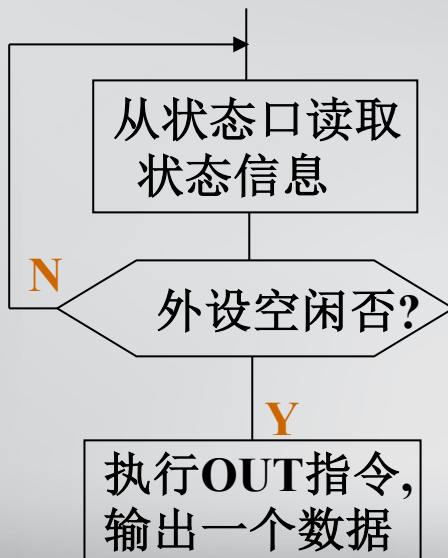 从状态口读取
状态信息
N
外设空闲否?
Y
执行OUT指令,
输出一个数据